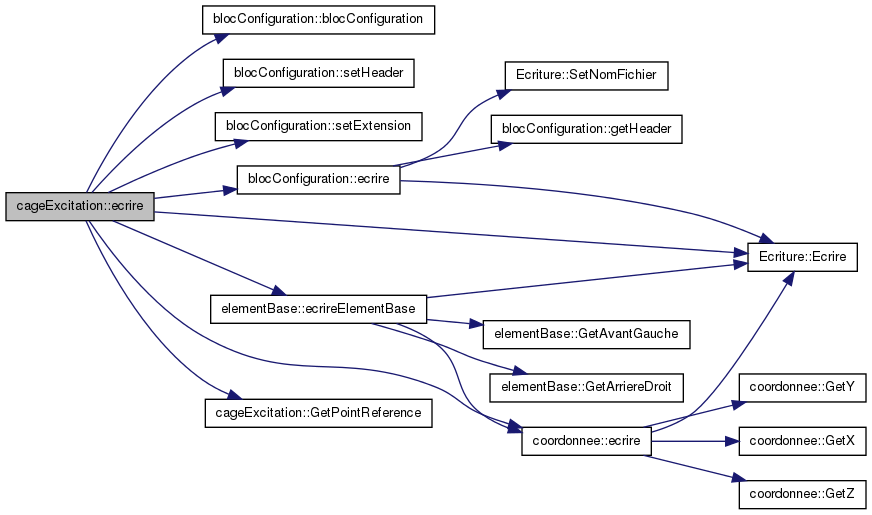 blocConfiguration::blocConfiguration
blocConfiguration::setHeader
Ecriture::SetNomFichier
blocConfiguration::setExtension
blocConfiguration::getHeader
blocConfiguration::ecrire
cageExcitation::ecrire
Ecriture::Ecrire
elementBase::ecrireElementBase
elementBase::GetAvantGauche
elementBase::GetArriereDroit
coordonnee::GetY
cageExcitation::GetPointReference
coordonnee::ecrire
coordonnee::GetX
coordonnee::GetZ